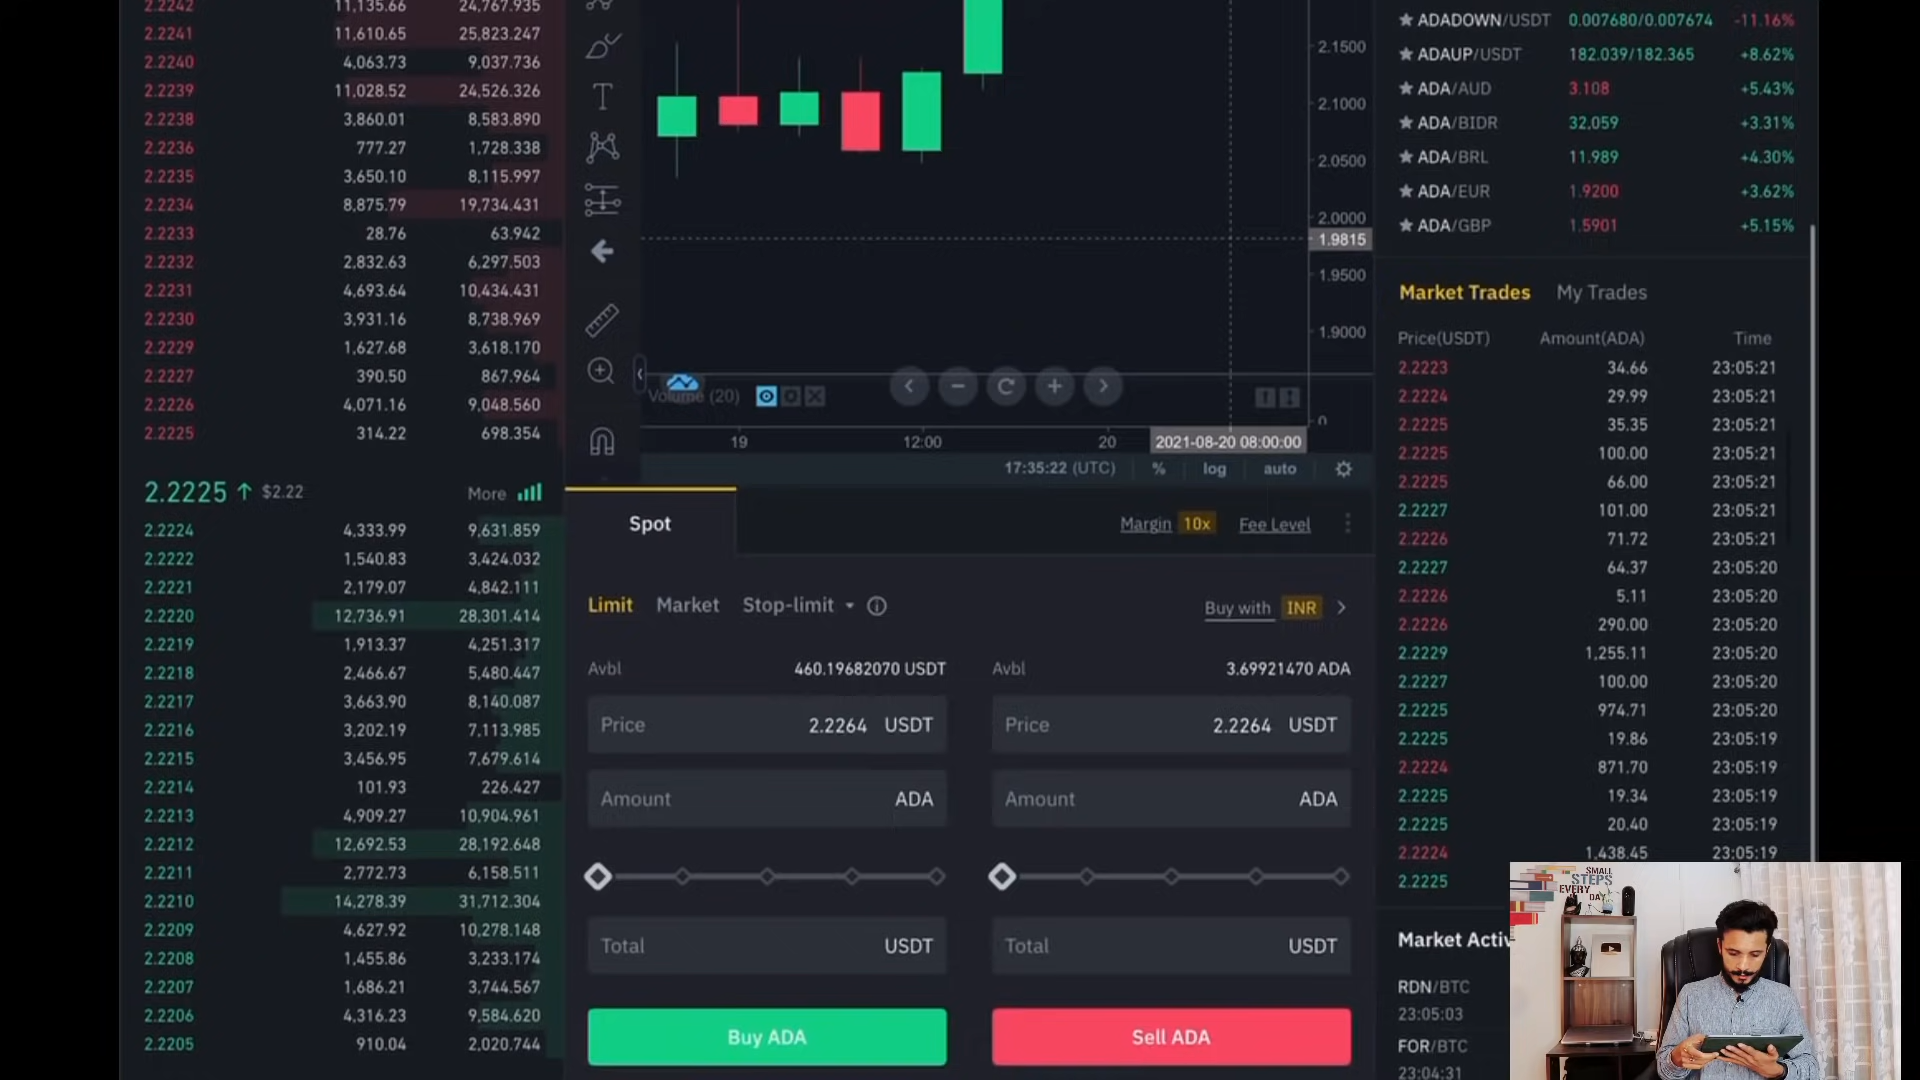 2.2242 11,135.66 24,767.935
2.2241 11,610.65 25,823.247
2.2240 4,063.73 9,037.736
2.2239 11,028.52 24,526.326
2.2238 3,860.01 8,583.890
2.2236 777.27 1,728.338
2.2235 3,650.10 8,115.997
2.2234 8,875.79 19,734.431
2.2233 28.76 63.942
2.2232 2,832.63 6,297.503
2.2231 4,693.64 10,434.431
2.2230 3,931.16 8,738.969
2.2229 1,627.68 3,618.170
2.2227 390.50 867.964
2.2226 4,071.16 9,048.560
2.2225 314.22 698.354
2.2225 ↑ $2.22 More
2.2224 4,333.99 9,631.859
2.2222 1,540.83 3,424.032
2.2221 2,179.07 4,842.111
2.2220 12,736.91 28,301.414
2.2219 1,913.37 4,251.317
2.2218 2,466.67 5,480.447
2.2217 3,663.90 8,140.087
2.2216 3,202.19 7,113.985
2.2215 3,456.95 7,679.614
2.2214 101.93 226.427
2.2213 4,909.27 10,904.961
2.2212 12,692.53 28,192.648
2.2211 2,772.73 6,158.511
2.2210 14,278.39 31,712.304
2.2209 4,627.92 10,278.148
2.2208 1,455.86 3,233.174
2.2207 1,686.21 3,744.567
2.2206 4,316.23 9,584.620
2.2205 910.04 2,020.744
T
2.1500
2.1000
2.0500
2.0000
1.9815
1.9500
1.9000
Volume (20)
0
19 12:00 20 2021-08-20 08:00:00
17:35:22 (UTC) % log auto
Spot Margin 10x Fee Level
Limit Market Stop-limit Buy with INR
Avbl 460.19682070 USDT Avbl 3.69921470 ADA
Price 2.2264 USDT Price 2.2264 USDT
Amount ADA Amount ADA
Total USDT Total USDT
Buy ADA Sell ADA
ADADOWN/USDT 0.007680/0.007674 -11.16%
ADAUP/USDT 182.039/182.365 +8.62%
ADA/AUD 3.108 +5.43%
ADA/BIDR 32,059 +3.31%
ADA/BRL 11.989 +4.30%
ADA/EUR 1.9200 +3.62%
ADA/GBP 1.5901 +5.15%
Market Trades My Trades
Price(USDT) Amount(ADA) Time
2.2223 34.66 23:05:21
2.2224 29.99 23:05:21
2.2225 35.35 23:05:21
2.2225 100.00 23:05:21
2.2225 66.00 23:05:21
2.2227 101.00 23:05:21
2.2226 71.72 23:05:21
2.2227 64.37 23:05:20
2.2226 5.11 23:05:20
2.2226 290.00 23:05:20
2.2229 1,255.11 23:05:20
2.2227 100.00 23:05:20
2.2225 974.71 23:05:20
2.2225 19.86 23:05:19
2.2224 871.70 23:05:19
2.2225 19.34 23:05:19
2.2225 20.40 23:05:19
2.2224 1,438.45 23:05:19
2.2225
Market Activ
RDN/BTC
23:05:03
FOR/BTC
23:04:31
SMALL
STEPS
EVERY
DAY